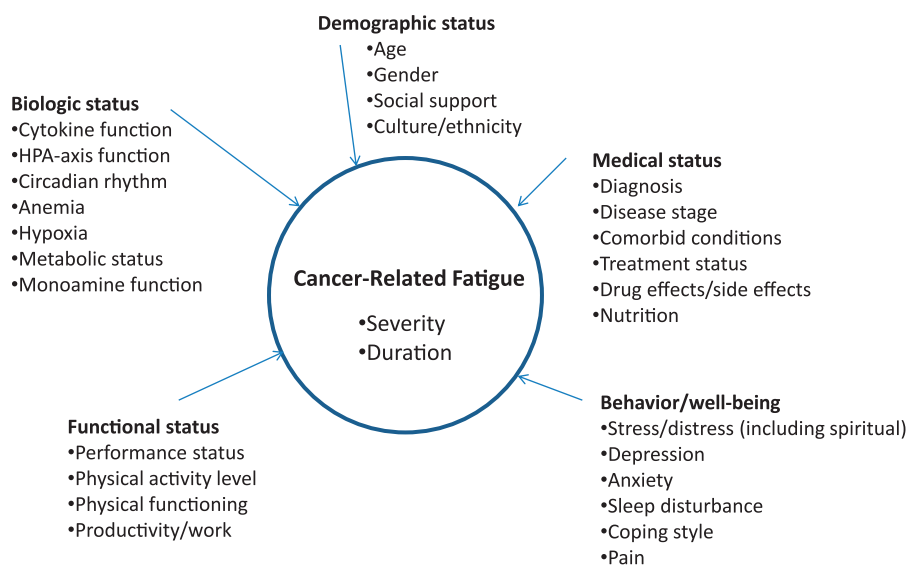 Demographic status
•Age
•Gender
•Social support
•Culture/ethnicity
Biologic status
•Cytokine function
•HPA-axis function
•Circadian rhythm
•Anemia
•Hypoxia
•Metabolic status
•Monoamine function
Medical status
•Diagnosis
•Disease stage
•Comorbid conditions
•Treatment status
•Drug effects/side effects
•Nutrition
Cancer-Related Fatigue
•Severity
•Duration
Functional status
•Performance status
•Physical activity level
•Physical functioning
•Productivity/work
Behavior/well-being
•Stress/distress (including spiritual)
•Depression
•Anxiety
•Sleep disturbance
•Coping style
•Pain